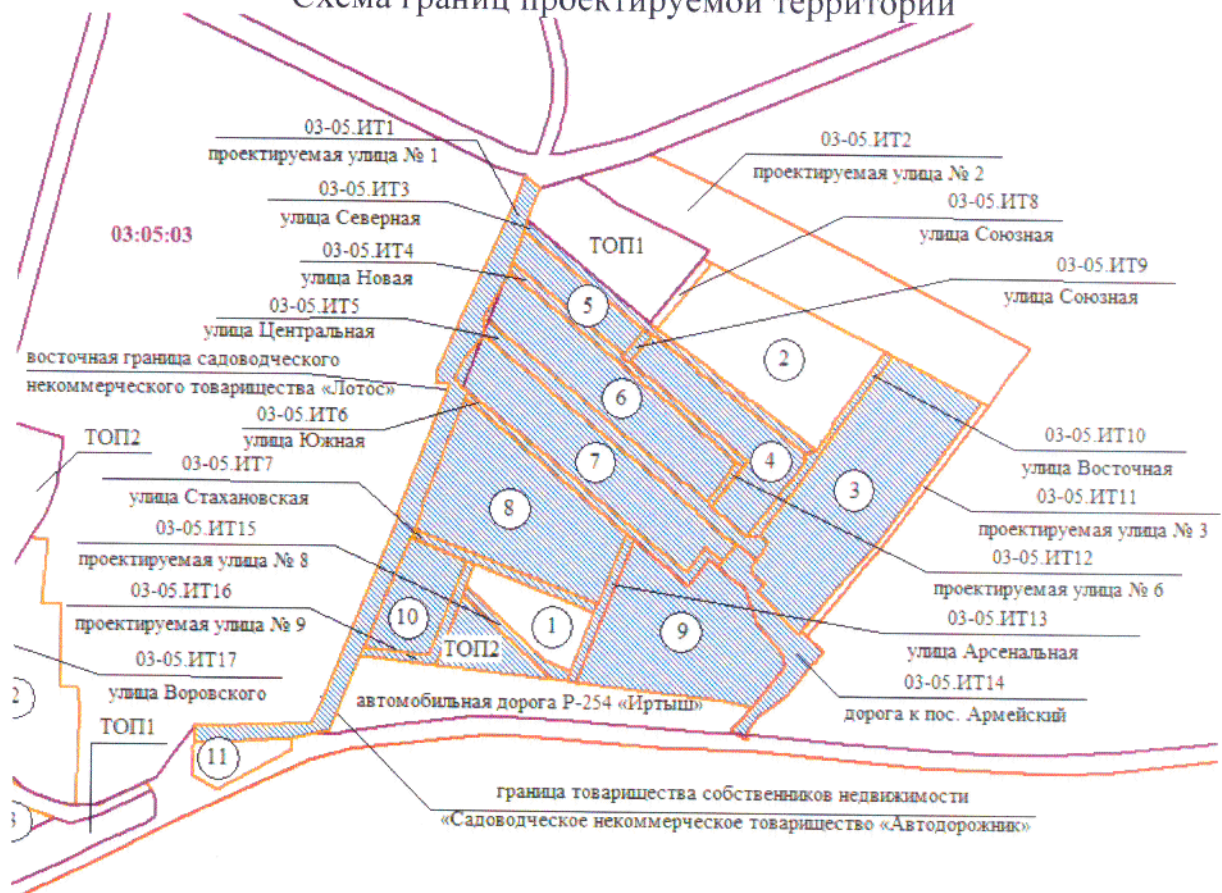 Схема границ проектируемой территории
03-05.ИТ1
проектируемая улица № 1
03-05.ИТ3
улица Северная
03:05:03
03-05.ИТ4
улица Новая
03-05.ИТ5
улица Центральная
восточная граница садоводческого
некоммерческого товарищества «Лотос»
03-05.ИТ6
улица Южная
ТОП2
03-05.ИТ7
улица Стахановская
03-05.ИТ15
проектируемая улица № 8
03-05.ИТ16
проектируемая улица № 9
03-05.ИТ17
улица Воровского
ТОП1
03-05.ИТ2
проектируемая улица № 2
03-05.ИТ8
улица Союзная
03-05.ИТ9
улица Союзная
03-05.ИТ10
улица Восточная
03-05.ИТ11
проектируемая улица № 3
03-05.ИТ12
проектируемая улица № 6
03-05.ИТ13
улица Арсенальная
03-05.ИТ14
дорога к пос. Армейский
ТОП1
5
2
6
4
7
3
8
10
1
9
ТОП2
2
11
3
автомобильная дорога Р-254 «Иртыш»
граница товарищества собственников недвижимости
«Садоводческое некоммерческое товарищество «Автодорожник»